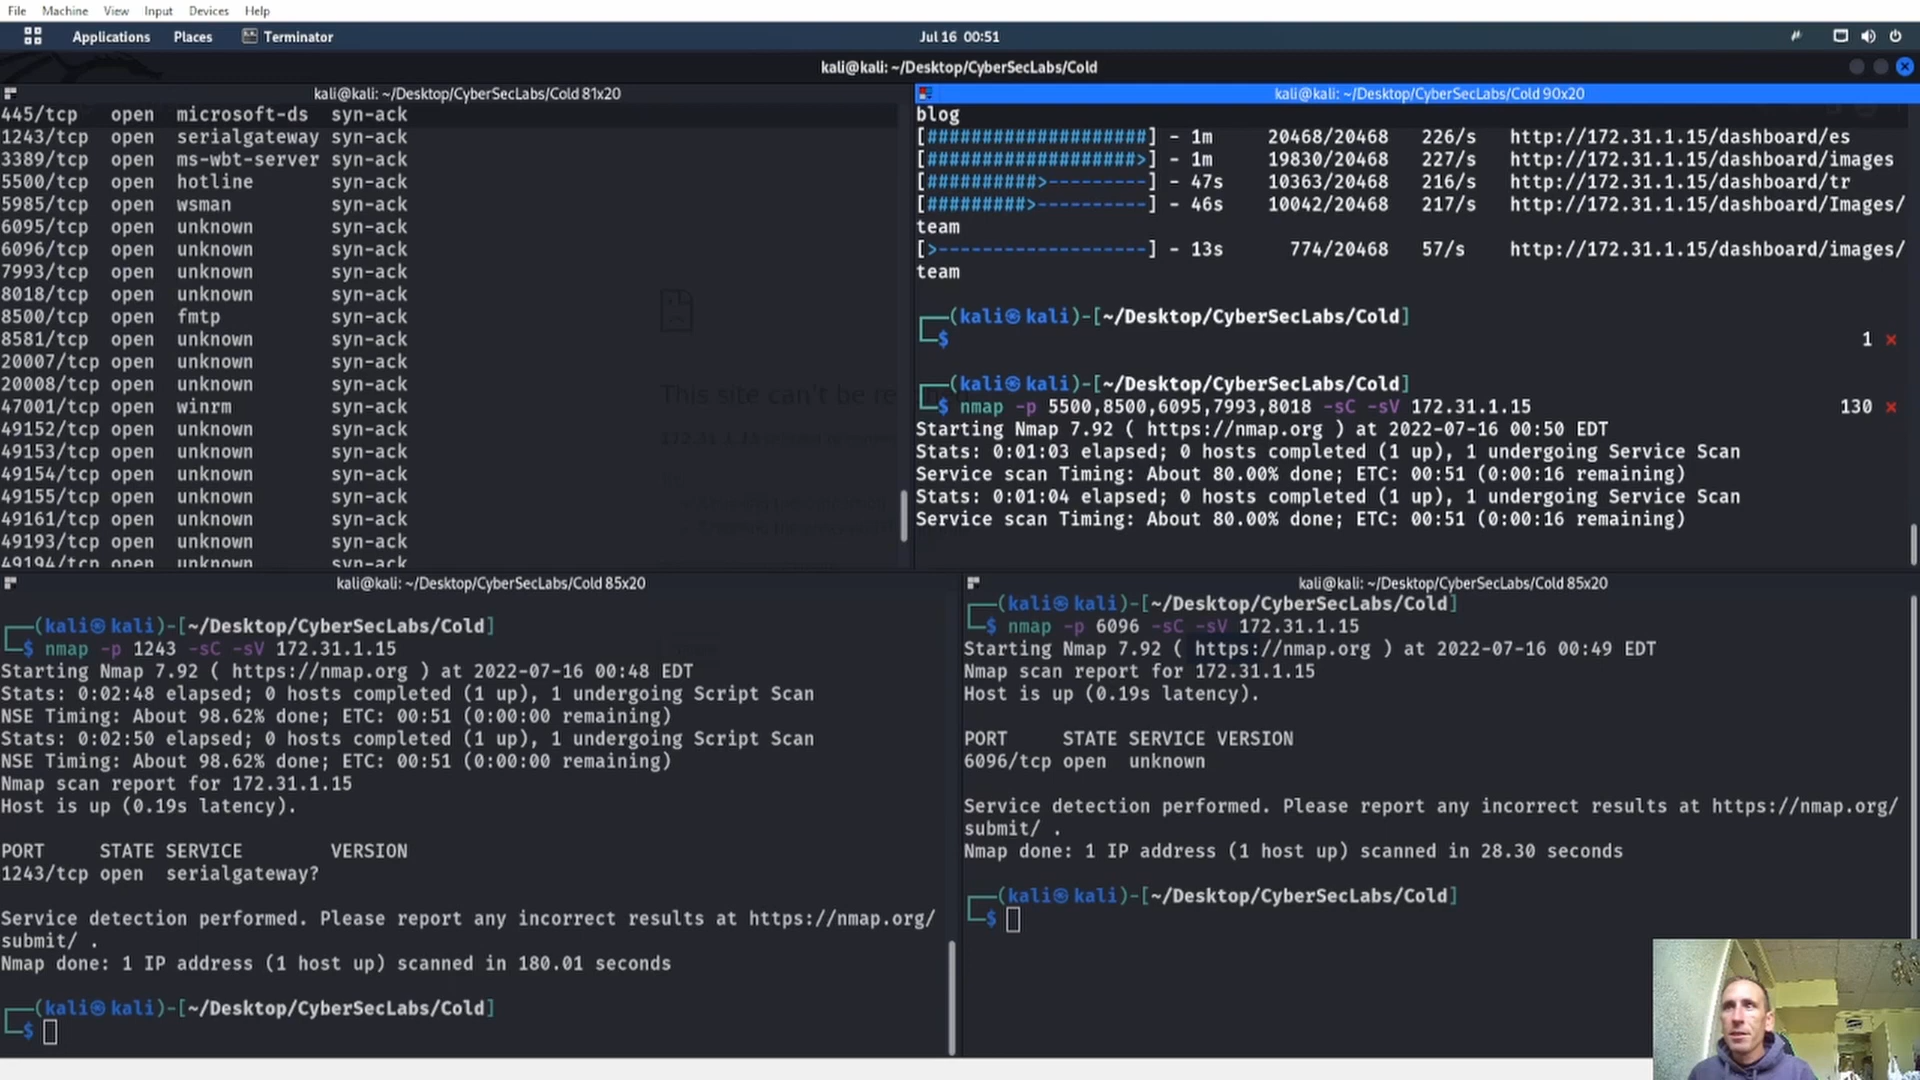 File Machine View Input Devices Help
Applications Places Terminator Jul 16 00:51
kali@kali: ~/Desktop/CyberSecLabs/Cold
kali@kali: ~/Desktop/CyberSecLabs/Cold 81x20
445/tcp open microsoft-ds syn-ack
1243/tcp open serialgateway syn-ack
3389/tcp open ms-wbt-server syn-ack
5500/tcp open hotline syn-ack
5985/tcp open wsman syn-ack
6095/tcp open unknown syn-ack
6096/tcp open unknown syn-ack
7993/tcp open unknown syn-ack
8018/tcp open unknown syn-ack
8500/tcp open fmtp syn-ack
8581/tcp open unknown syn-ack
20007/tcp open unknown syn-ack
20008/tcp open unknown syn-ack
47001/tcp open winrm syn-ack
49152/tcp open unknown syn-ack
49153/tcp open unknown syn-ack
49154/tcp open unknown syn-ack
49155/tcp open unknown syn-ack
49161/tcp open unknown syn-ack
49193/tcp open unknown syn-ack
49194/tcp open unknown syn-ack
This site can't be re
kali@kali: ~/Desktop/CyberSecLabs/Cold 90x20
blog
[####################] - 1m 20468/20468 226/s http://172.31.1.15/dashboard/es
[###################>] - 1m 19830/20468 227/s http://172.31.1.15/dashboard/images
[##########>---------] - 47s 10363/20468 216/s http://172.31.1.15/dashboard/tr
[#########>----------] - 46s 10042/20468 217/s http://172.31.1.15/dashboard/Images/
team
[>-------------------] - 13s 774/20468 57/s http://172.31.1.15/dashboard/images/
team
┌──(kali㉿kali)-[~/Desktop/CyberSecLabs/Cold]
└─$ 1 ⨯
┌──(kali㉿kali)-[~/Desktop/CyberSecLabs/Cold]
└─$ nmap -p 5500,8500,6095,7993,8018 -sC -sV 172.31.1.15 130 ⨯
Starting Nmap 7.92 ( https://nmap.org ) at 2022-07-16 00:50 EDT
Stats: 0:01:03 elapsed; 0 hosts completed (1 up), 1 undergoing Service Scan
Service scan Timing: About 80.00% done; ETC: 00:51 (0:00:16 remaining)
Stats: 0:01:04 elapsed; 0 hosts completed (1 up), 1 undergoing Service Scan
Service scan Timing: About 80.00% done; ETC: 00:51 (0:00:16 remaining)
kali@kali: ~/Desktop/CyberSecLabs/Cold 85x20
┌──(kali㉿kali)-[~/Desktop/CyberSecLabs/Cold]
└─$ nmap -p 1243 -sC -sV 172.31.1.15
Starting Nmap 7.92 ( https://nmap.org ) at 2022-07-16 00:48 EDT
Stats: 0:02:48 elapsed; 0 hosts completed (1 up), 1 undergoing Script Scan
NSE Timing: About 98.62% done; ETC: 00:51 (0:00:00 remaining)
Stats: 0:02:50 elapsed; 0 hosts completed (1 up), 1 undergoing Script Scan
NSE Timing: About 98.62% done; ETC: 00:51 (0:00:00 remaining)
Nmap scan report for 172.31.1.15
Host is up (0.19s latency).
PORT STATE SERVICE VERSION
1243/tcp open serialgateway?
Service detection performed. Please report any incorrect results at https://nmap.org/
submit/ .
Nmap done: 1 IP address (1 host up) scanned in 180.01 seconds
┌──(kali㉿kali)-[~/Desktop/CyberSecLabs/Cold]
└─$
kali@kali: ~/Desktop/CyberSecLabs/Cold 85x20
┌──(kali㉿kali)-[~/Desktop/CyberSecLabs/Cold]
└─$ nmap -p 6096 -sC -sV 172.31.1.15
Starting Nmap 7.92 ( https://nmap.org ) at 2022-07-16 00:49 EDT
Nmap scan report for 172.31.1.15
Host is up (0.19s latency).
PORT STATE SERVICE VERSION
6096/tcp open unknown
Service detection performed. Please report any incorrect results at https://nmap.org/
submit/ .
Nmap done: 1 IP address (1 host up) scanned in 28.30 seconds
┌──(kali㉿kali)-[~/Desktop/CyberSecLabs/Cold]
└─$